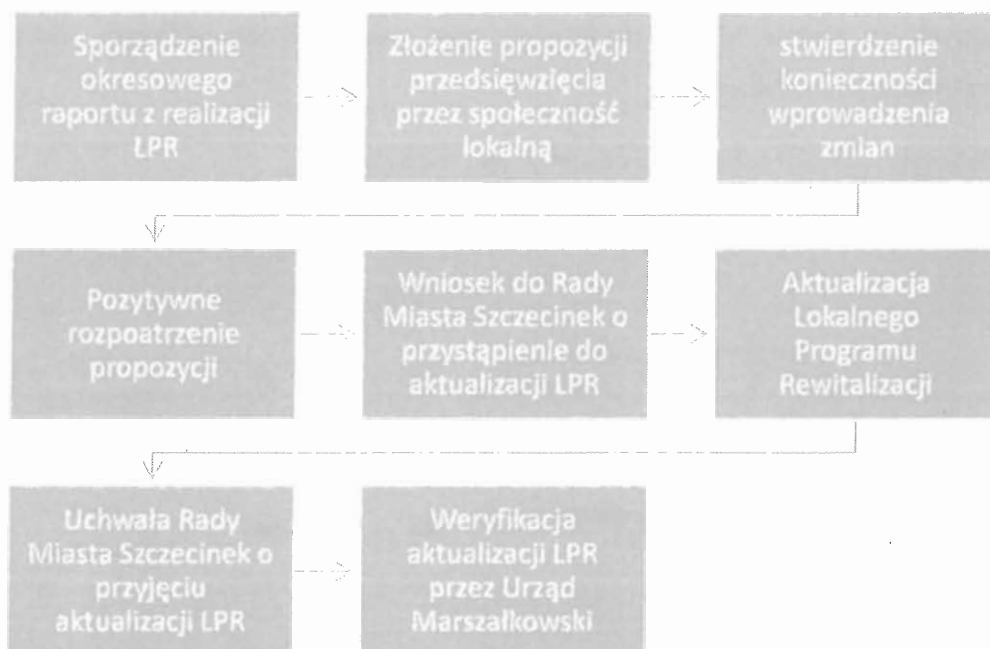 Sporządzenie
okresowego
raportu z realizacji
LPR
Złożenie propozycji
przedsięwzięcia
przez społeczność
lokalną
stwierdzenie
konieczności
wprowadzenia
zmian
Pozytywne
rozpoatrzenie
propozycji
Wniosek do Rady
Miasta Szczecinek o
przystąpienie do
aktualizacji LPR
Aktualizacja
Lokalnego
Programu
Rewitalizacji
Uchwała Rady
Miasta Szczecinek o
przyjęciu
aktualizacji LPR
Weryfikacja
aktualizacji LPR
przez Urząd
Marszałkowski